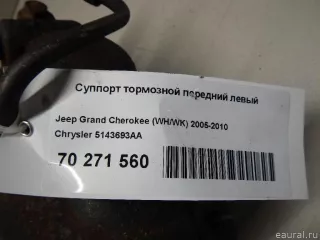 Суппорт тормозной передний левый
Jeep Grand Cherokee (WH/WK) 2005-2010
Chrysler 5143693AA
70 271 560
eaural.ru